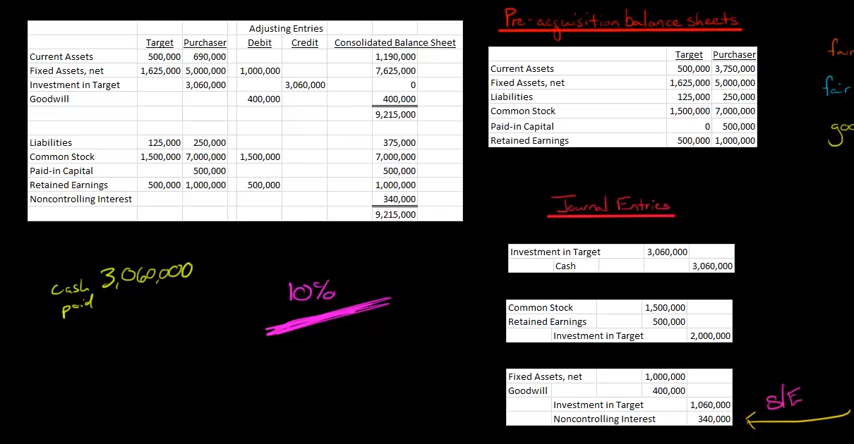 Adjusting Entries
Target Purchaser Debit Credit Consolidated Balance Sheet
Current Assets 500,000 690,000 1,190,000
Fixed Assets, net 1,625,000 5,000,000 1,000,000 7,625,000
Investment in Target 3,060,000 3,060,000 0
Goodwill 400,000 400,000
9,215,000
Liabilities 125,000 250,000 375,000
Common Stock 1,500,000 7,000,000 1,500,000 7,000,000
Paid-in Capital 500,000 500,000
Retained Earnings 500,000 1,000,000 500,000 1,000,000
Noncontrolling Interest 340,000
9,215,000
cash 3,060,000
paid
10%
Pre-acquisition balance sheets
Target Purchaser
Current Assets 500,000 3,750,000
Fixed Assets, net 1,625,000 5,000,000
Liabilities 125,000 250,000
Common Stock 1,500,000 7,000,000
Paid-in Capital 0 500,000
Retained Earnings 500,000 1,000,000
fair
goo
Journal Entries
Investment in Target 3,060,000
Cash 3,060,000
Common Stock 1,500,000
Retained Earnings 500,000
Investment in Target 2,000,000
Fixed Assets, net 1,000,000
Goodwill 400,000
Investment in Target 1,060,000
Noncontrolling Interest 340,000
S/E